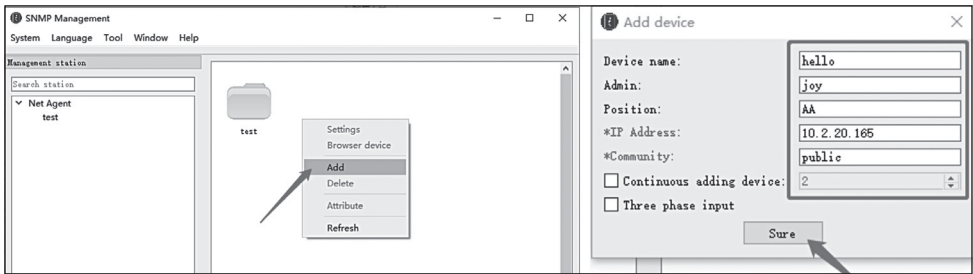 SNMP Management
System Language Tool Window Help
Management station
Search station
Net Agent
test
test
Settings
Browser device
Add
Delete
Attribute
Refresh
Add device
Device name: hello
Admin: joy
Position: AA
*IP Address: 10.2.20.165
*Community: public
Continuous adding device: 2
Three phase input
Sure